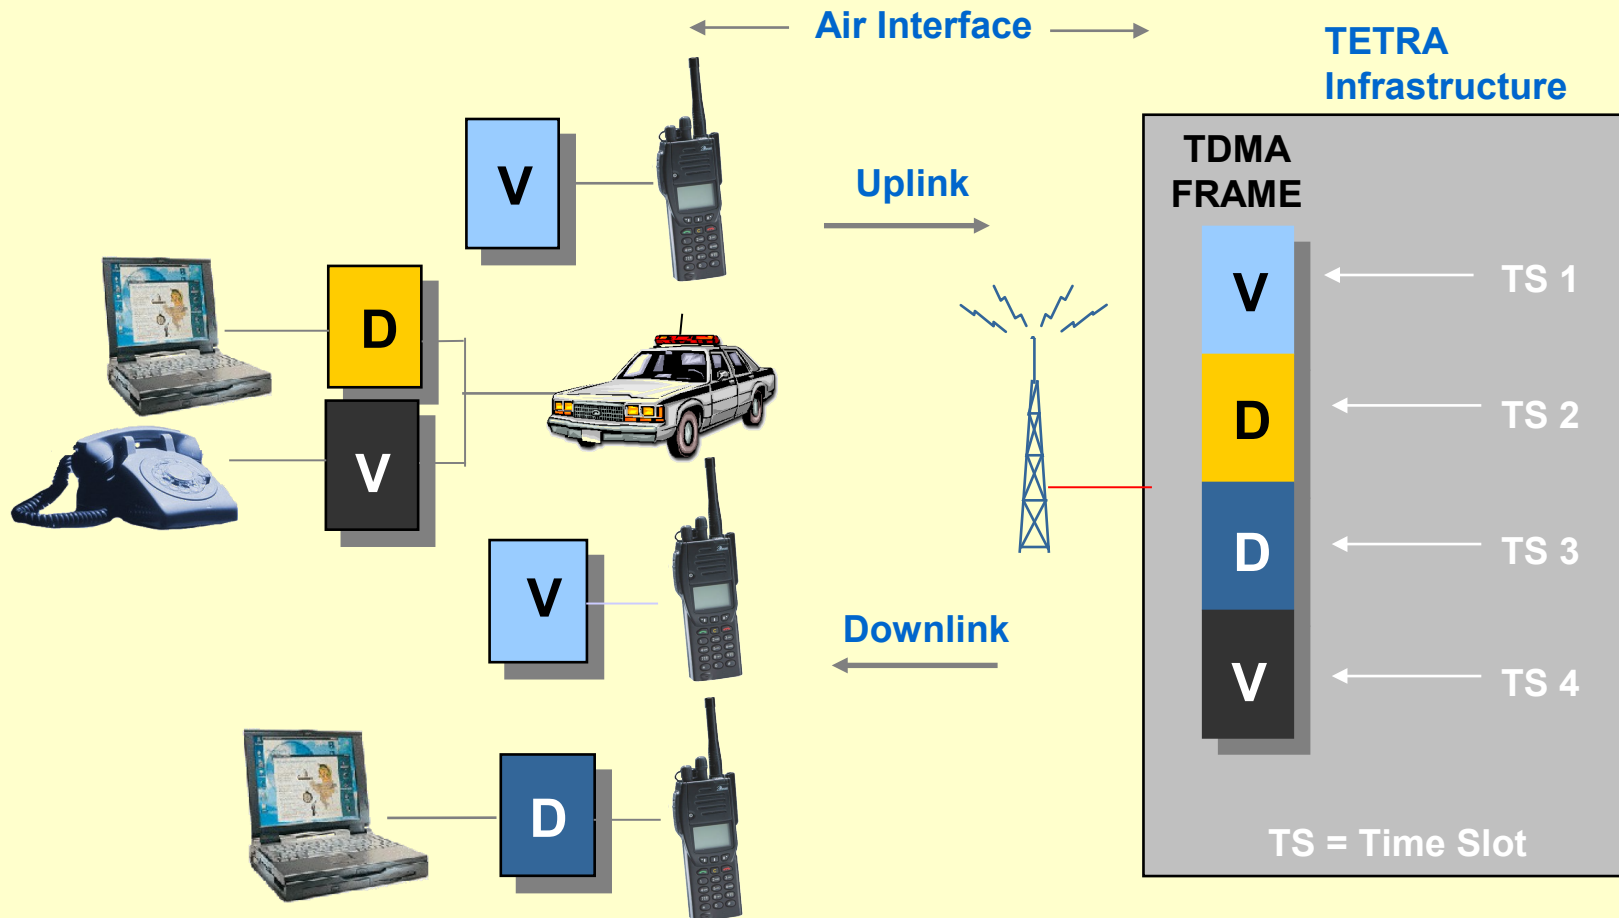 Air Interface
TETRA
Infrastructure
TDMA
FRAME
V
Uplink
V
TS 1
D
D
TS 2
V
V
D
TS 3
Downlink
V
TS 4
D
TS = Time Slot